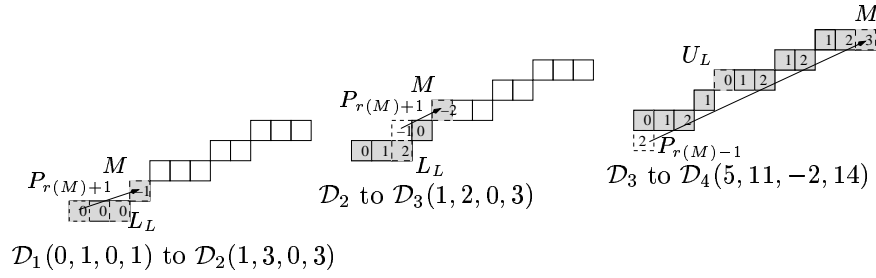 M
P_{r(M)+1}
-1
0 0 0
L_L
D_1(0, 1, 0, 1) to D_2(1, 3, 0, 3)
M
P_{r(M)+1}
-2
-1 0
0 1 2
L_L
D_2 to D_3(1, 2, 0, 3)
M
1 2 -3
U_L
1 2
0 1 2
1
0 1 2
2
P_{r(M)-1}
D_3 to D_4(5, 11, -2, 14)